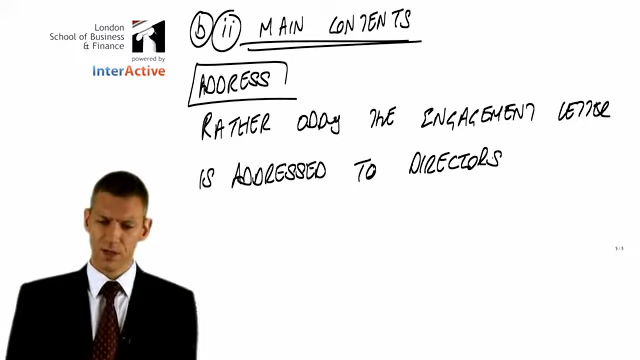 London
School of Business
& Finance
powered by
InterActive
b ii MAIN CONTENTS
ADDRESS
RATHER ODDLY THE ENGAGEMENT LETTER
IS ADDRESSED TO DIRECTORS